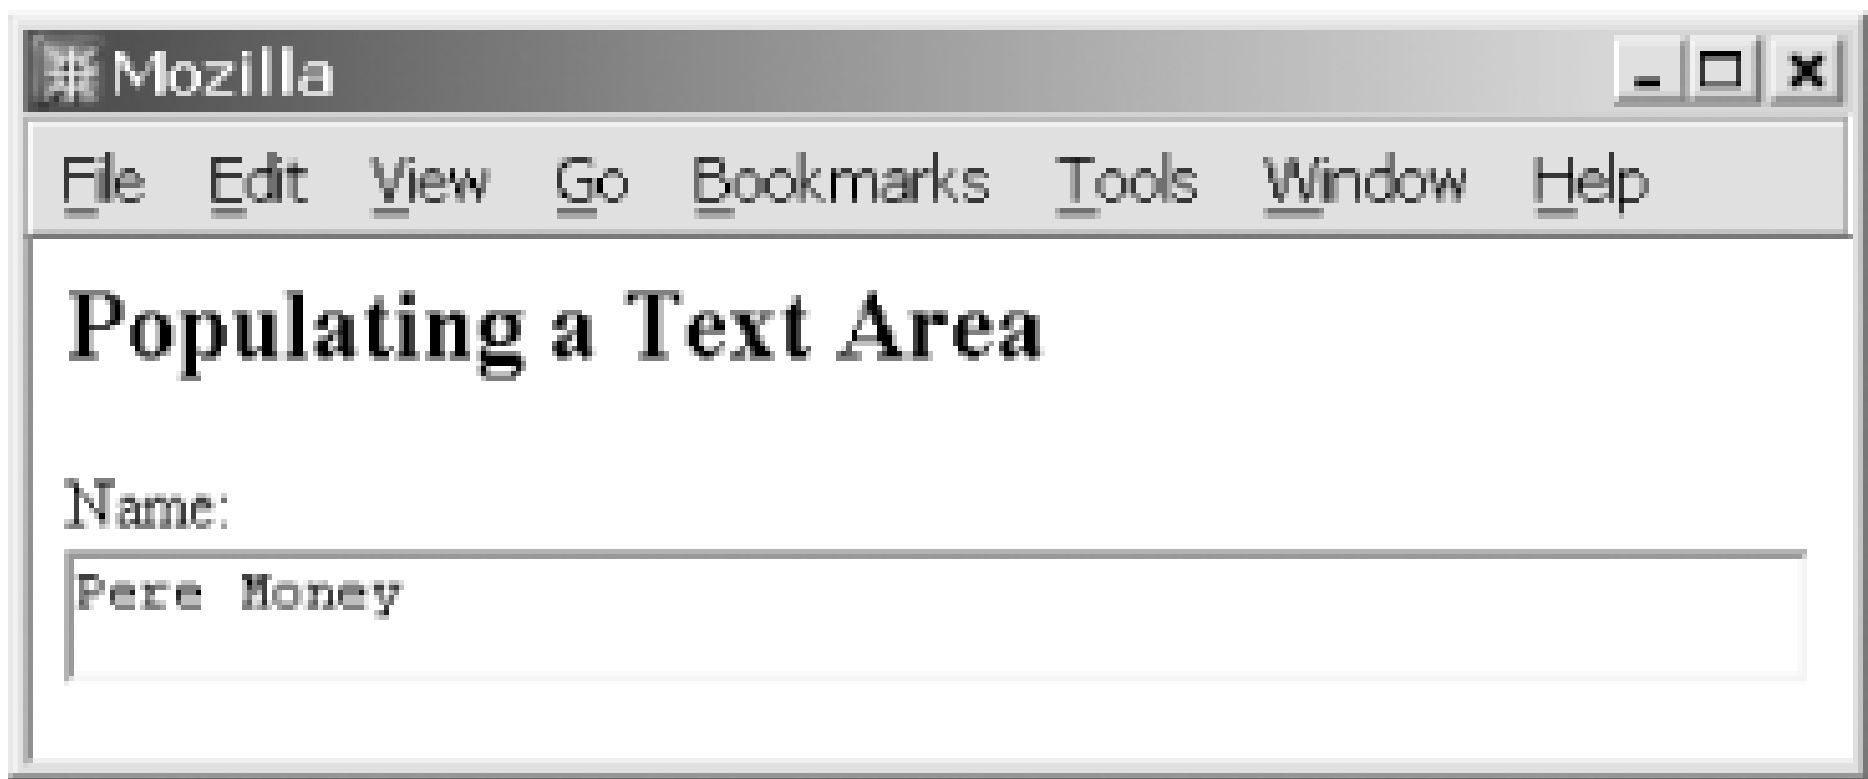 Mozilla
File Edit View Go Bookmarks Tools Window Help
Populating a Text Area
Name:
Pere Money